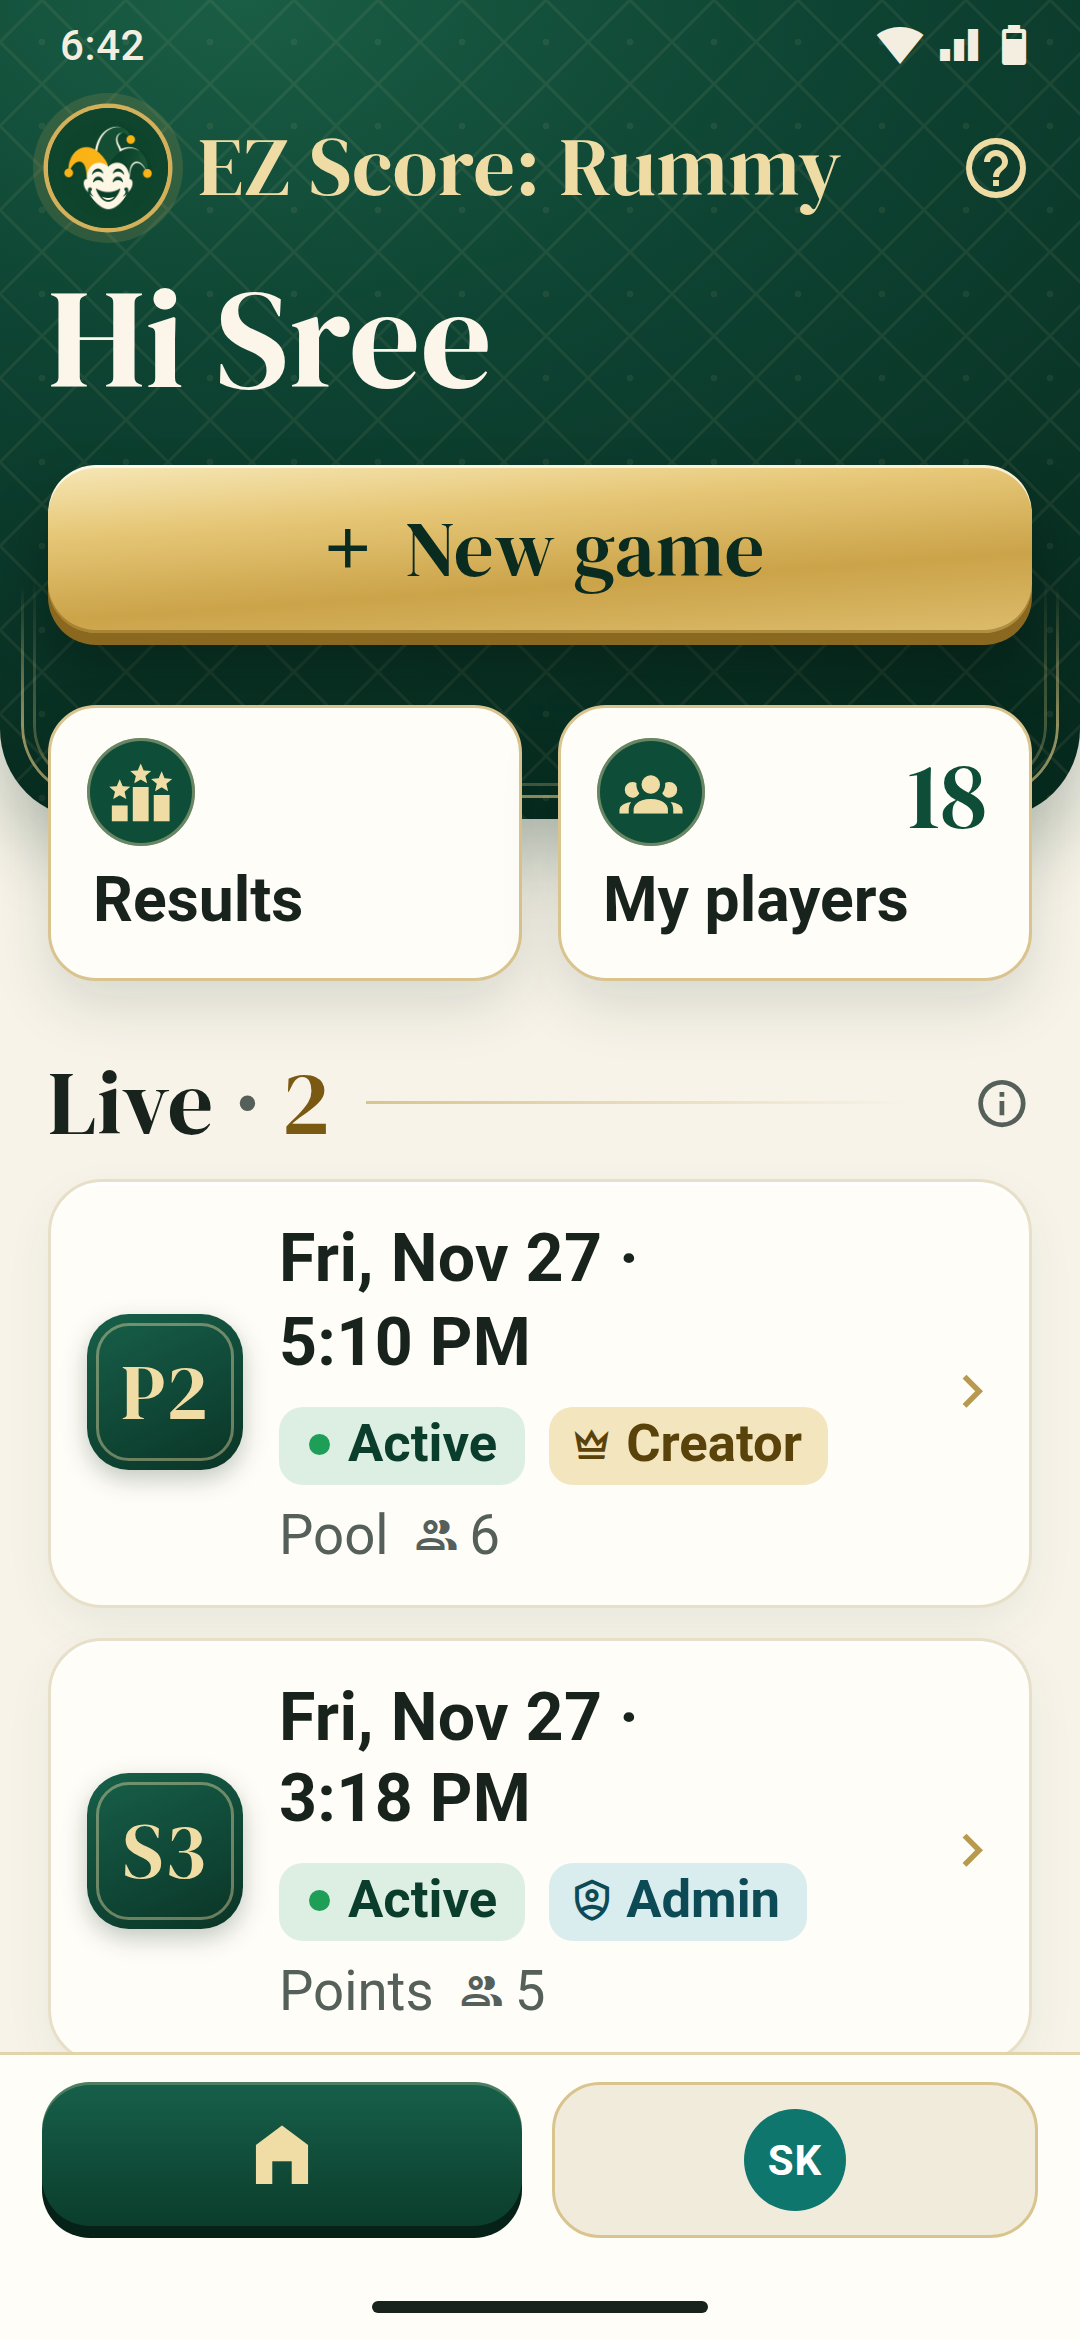 6:42
EZ Score: Rummy
Hi Sree
+ New game
Results
18
My players
Live · 2
Fri, Nov 27 ·
5:10 PM
P2
Active
Creator
Pool 6
Fri, Nov 27 ·
3:18 PM
S3
Active
Admin
Points 5
SK